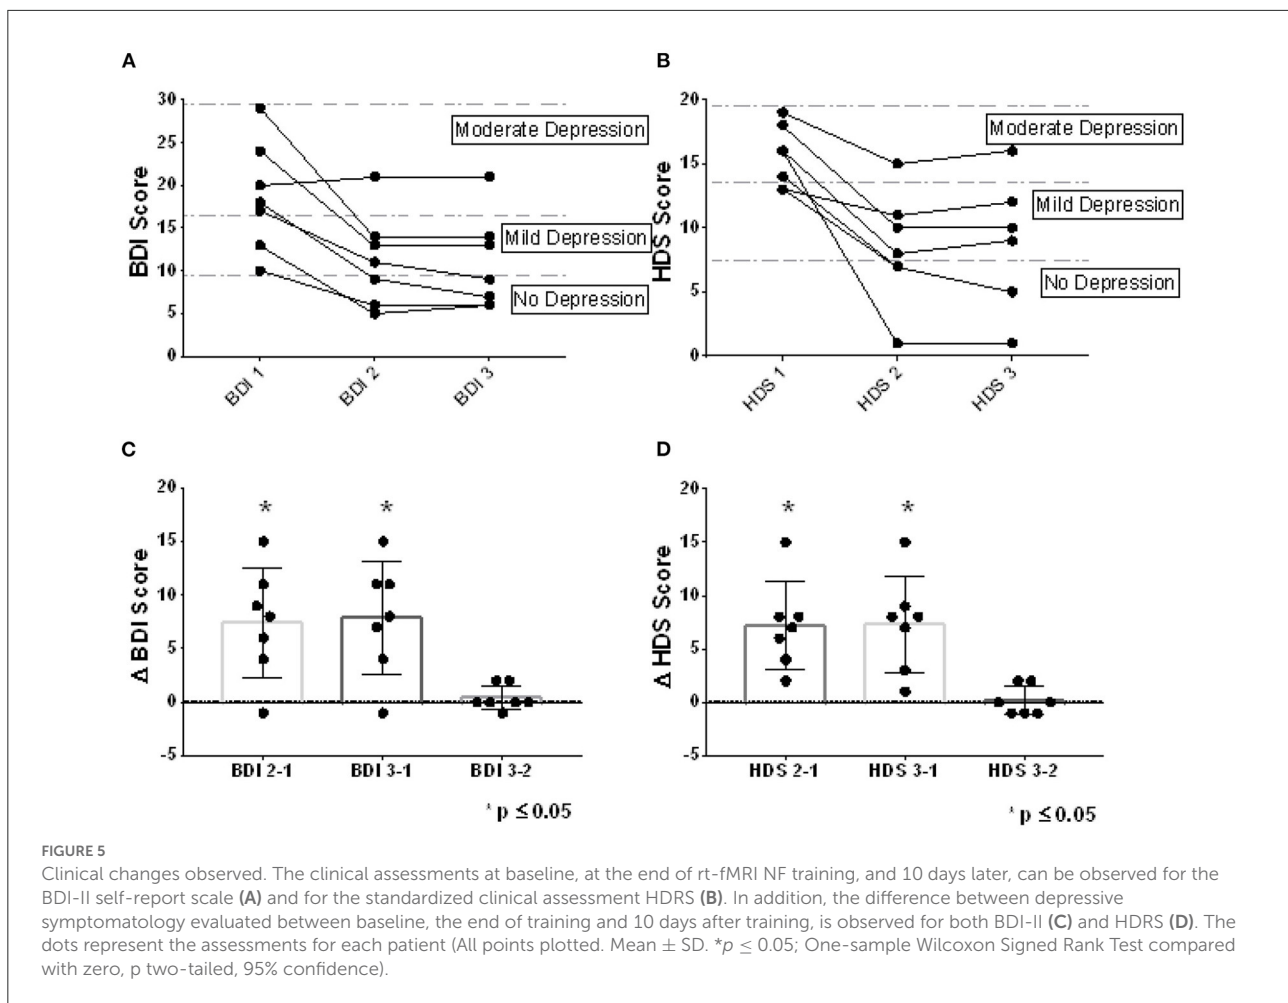 A
BDI Score
30
25
20
15
10
5
0
Moderate Depression
Mild Depression
No Depression
BDI 1
BDI 2
BDI 3
B
HDS Score
20
15
10
5
0
Moderate Depression
Mild Depression
No Depression
HDS 1
HDS 2
HDS 3
C
Δ BDI Score
20
15
10
5
0
-5
*
*
BDI 2-1
BDI 3-1
BDI 3-2
* p ≤ 0.05
D
Δ HDS Score
20
15
10
5
0
-5
*
*
HDS 2-1
HDS 3-1
HDS 3-2
* p ≤ 0.05
FIGURE 5
Clinical changes observed. The clinical assessments at baseline, at the end of rt-fMRI NF training, and 10 days later, can be observed for the
BDI-II self-report scale (A) and for the standardized clinical assessment HDRS (B). In addition, the difference between depressive
symptomatology evaluated between baseline, the end of training and 10 days after training, is observed for both BDI-II (C) and HDRS (D). The
dots represent the assessments for each patient (All points plotted. Mean ± SD. *p ≤ 0.05; One-sample Wilcoxon Signed Rank Test compared
with zero, p two-tailed, 95% confidence).